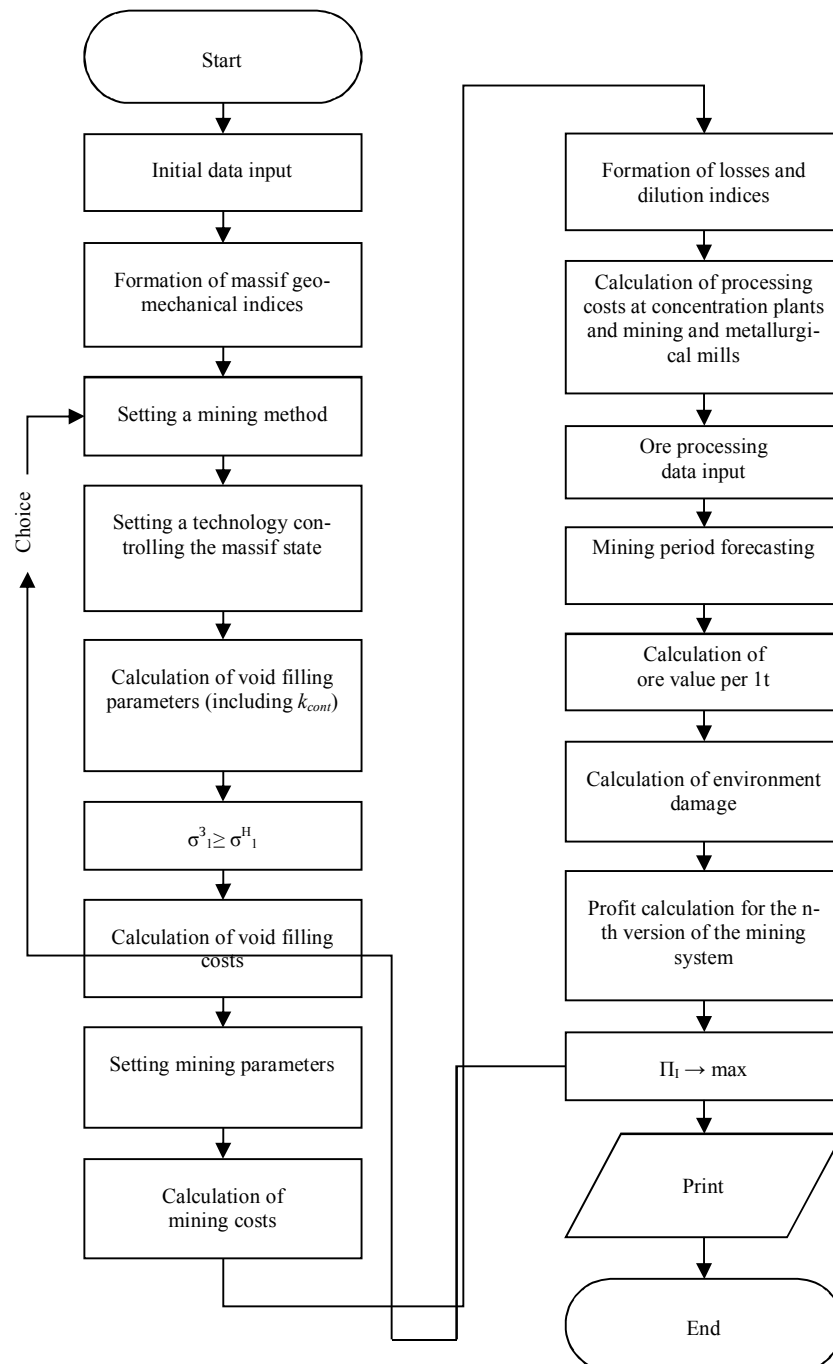 Start
Initial data input
Formation of massif geo-
mechanical indices
Setting a mining method
Choice
Setting a technology con-
trolling the massif state
Calculation of void filling
parameters (including k_cont)
σ³₁≥ σᴴ₁
Calculation of void filling
costs
Setting mining parameters
Calculation of
mining costs
Formation of losses and
dilution indices
Calculation of processing
costs at concentration plants
and mining and metallurgi-
cal mills
Ore processing
data input
Mining period forecasting
Calculation of
ore value per 1t
Calculation of environment
damage
Profit calculation for the n-
th version of the mining
system
Π_I → max
Print
End